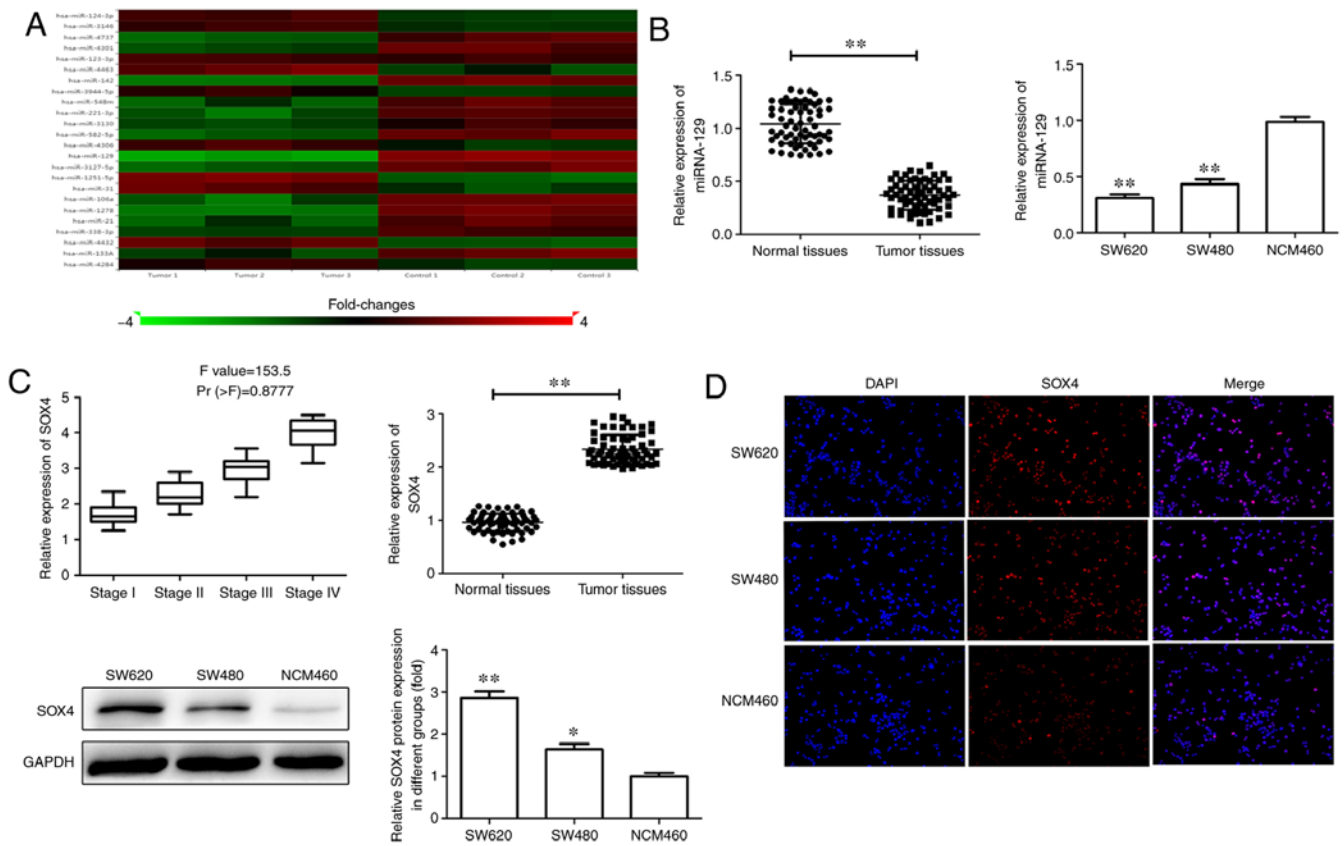 A
hsa-miR-124-3p
hsa-miR-3146
hsa-miR-4737
hsa-miR-4301
hsa-miR-123-3p
hsa-miR-4461
hsa-miR-142
hsa-miR-3944-5p
hsa-miR-548m
hsa-miR-221-3p
hsa-miR-3130
hsa-miR-582-5p
hsa-miR-4306
hsa-miR-129
hsa-miR-3127-5p
hsa-miR-1251-5p
hsa-miR-31
hsa-miR-106a
hsa-miR-1278
hsa-miR-21
hsa-miR-338-3p
hsa-miR-4432
hsa-miR-133A
hsa-miR-4284
Tumor 1 Tumor 2 Tumor 3 Control 1 Control 2 Control 3
Fold-changes
−4 4
B
Relative expression of
miRNA-129
1.5
1.0
0.5
0.0
**
Normal tissues Tumor tissues
Relative expression of
miRNA-129
1.5
1.0
0.5
0.0
** **
SW620 SW480 NCM460
C
F value=153.5
Pr (>F)=0.8777
Relative expression of SOX4
5
4
3
2
1
0
Stage I Stage II Stage III Stage IV
Relative expression of
SOX4
3
2
1
0
**
Normal tissues Tumor tissues
SW620 SW480 NCM460
SOX4
GAPDH
Relative SOX4 protein expression
in different groups (fold)
4
3
2
1
0
**
*
SW620 SW480 NCM460
D
DAPI SOX4 Merge
SW620
SW480
NCM460